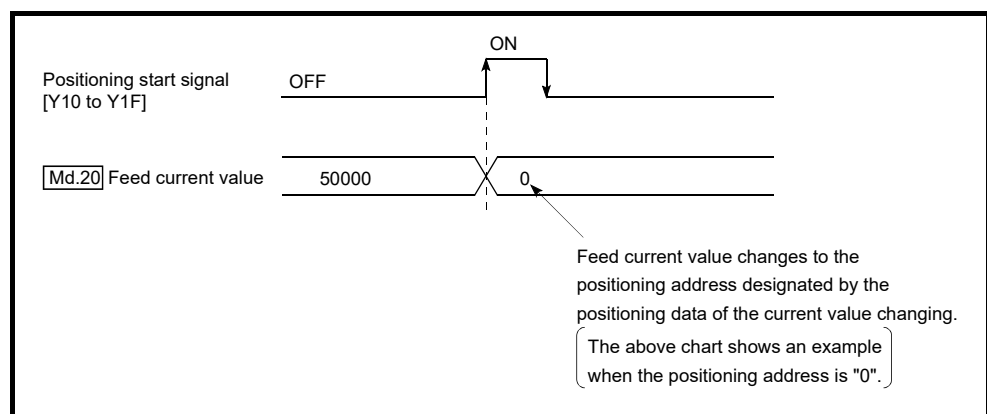 ON
Positioning start signal
[Y10 to Y1F]
OFF
Md.20 Feed current value
50000
0
Feed current value changes to the
positioning address designated by the
positioning data of the current value changing.
The above chart shows an example
when the positioning address is "0".